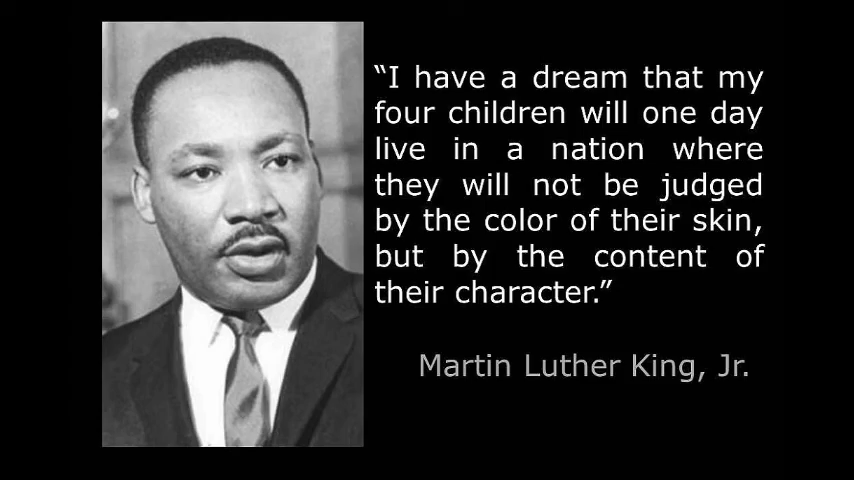 “I have a dream that my
four children will one day
live in a nation where
they will not be judged
by the color of their skin,
but by the content of
their character.”
Martin Luther King, Jr.